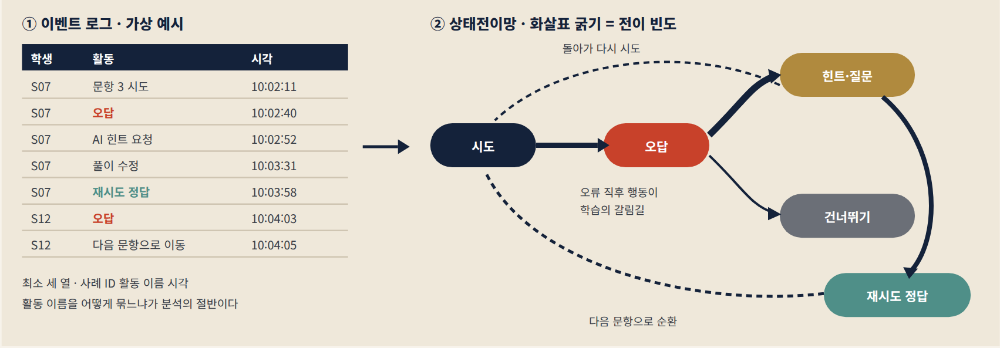 ① 이벤트 로그 · 가상 예시
학생 활동 시각
S07 문항 3 시도 10:02:11
S07 오답 10:02:40
S07 AI 힌트 요청 10:02:52
S07 풀이 수정 10:03:31
S07 재시도 정답 10:03:58
S12 오답 10:04:03
S12 다음 문항으로 이동 10:04:05
최소 세 열 · 사례 ID 활동 이름 시각
활동 이름을 어떻게 묶느냐가 분석의 절반이다
② 상태전이망 · 화살표 굵기 = 전이 빈도
돌아가 다시 시도
힌트·질문
시도
오답
오류 직후 행동이
학습의 갈림길
건너뛰기
재시도 정답
다음 문항으로 순환